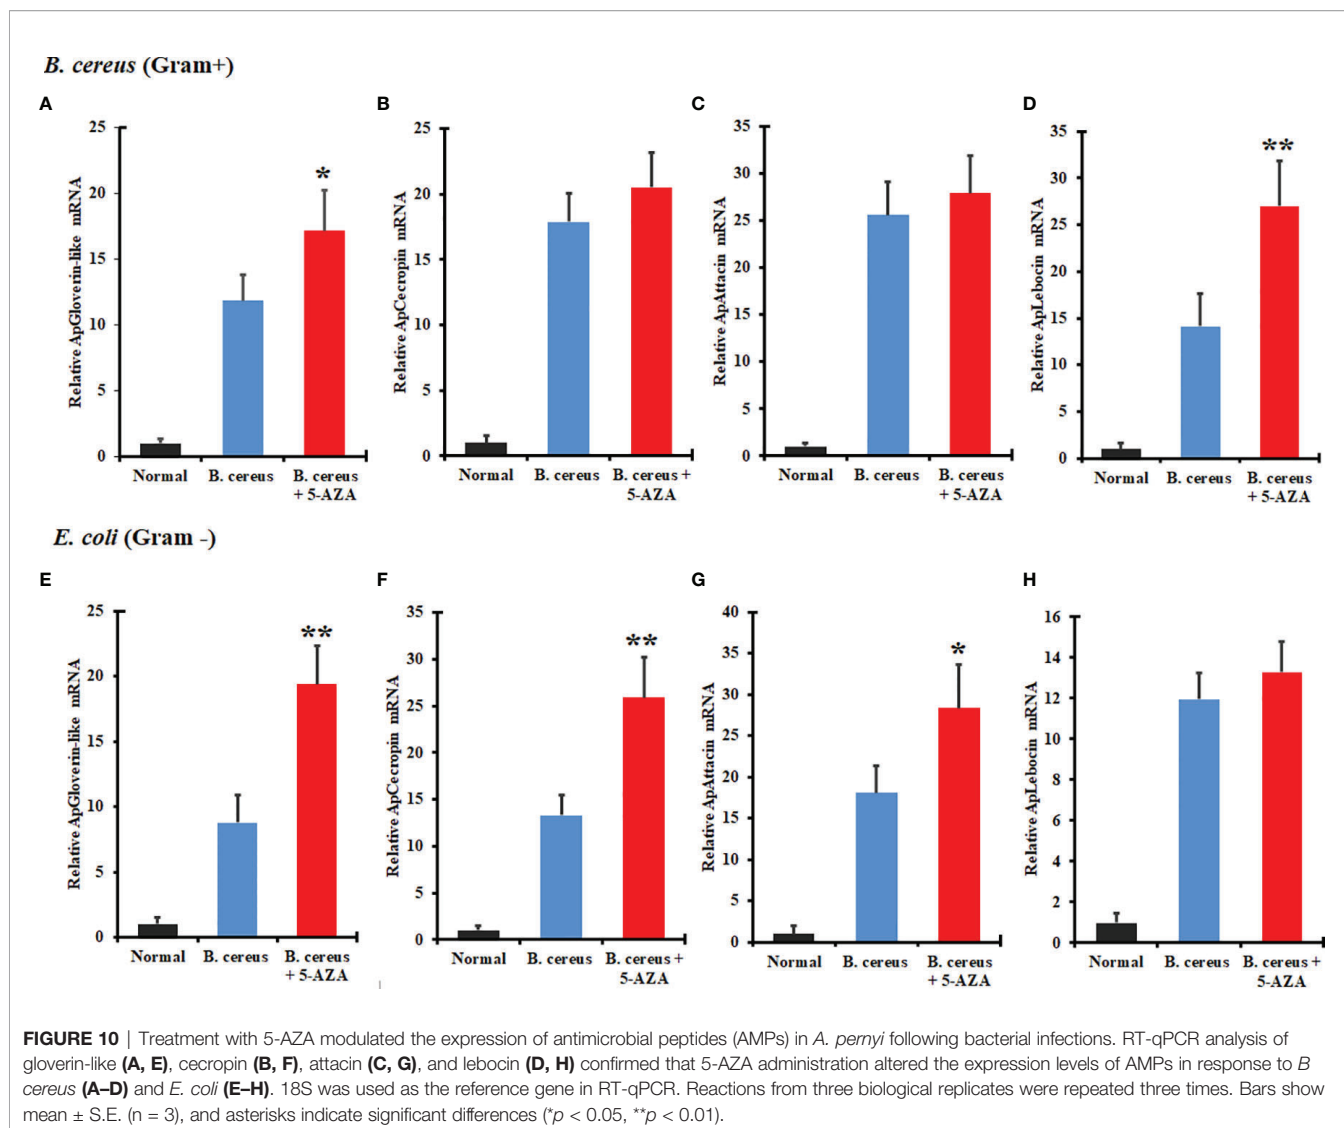 B. cereus (Gram+)
A
Relative ApGloverin-like mRNA
25
20
15
10
5
0
*
Normal
B. cereus
B. cereus
+ 5-AZA
B
Relative ApCecropin mRNA
25
20
15
10
5
0
Normal
B. cereus
B. cereus +
5-AZA
C
Relative ApAttacin mRNA
35
30
25
20
15
10
5
0
Normal
B. cereus
B. cereus
+ 5-AZA
D
Relative ApLebocin mRNA
35
30
25
20
15
10
5
0
**
Normal
B. cereus
B. cereus
+ 5-AZA
E. coli (Gram -)
E
Relative ApGloverin-like mRNA
25
20
15
10
5
0
**
Normal
B. cereus
B. cereus
+ 5-AZA
F
Relative ApCecropin mRNA
35
30
25
20
15
10
5
0
**
Normal
B. cereus
B. cereus +
5-AZA
G
Relative ApAttacin mRNA
40
35
30
25
20
15
10
5
0
*
Normal
B. cereus
B. cereus
+ 5-AZA
H
Relative ApLebocin mRNA
16
14
12
10
8
6
4
2
0
Normal
B. cereus
B. cereus +
5-AZA
FIGURE 10 | Treatment with 5-AZA modulated the expression of antimicrobial peptides (AMPs) in A. pernyi following bacterial infections. RT-qPCR analysis of
gloverin-like (A, E), cecropin (B, F), attacin (C, G), and lebocin (D, H) confirmed that 5-AZA administration altered the expression levels of AMPs in response to B
cereus (A–D) and E. coli (E–H). 18S was used as the reference gene in RT-qPCR. Reactions from three biological replicates were repeated three times. Bars show
mean ± S.E. (n = 3), and asterisks indicate significant differences (*p < 0.05, **p < 0.01).